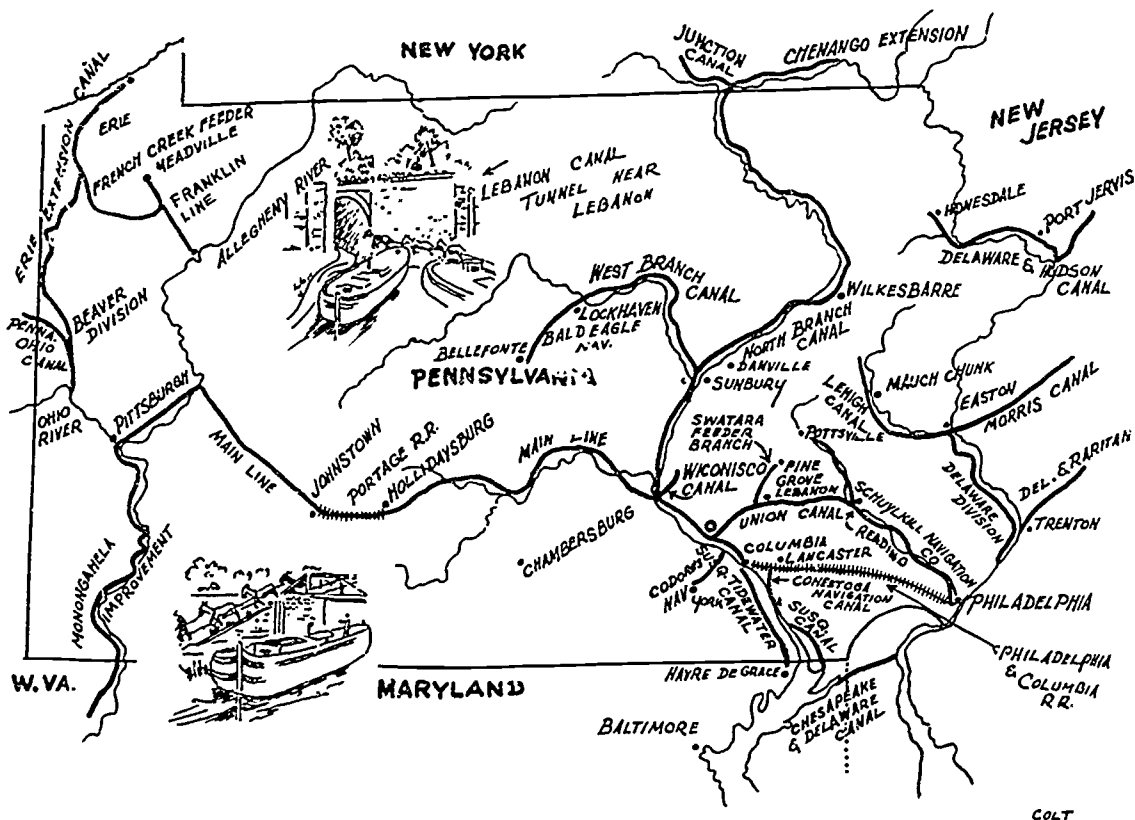 NEW YORK
JUNCTION
CANAL
CHENANGO EXTENSION
NEW
JERSEY
CANAL
ERIE
ERIE EXTENSION
FRENCH CREEK FEEDER
MEADVILLE
FRANKLIN
LINE
ALLEGHENY RIVER
LEBANON CANAL
TUNNEL NEAR
LEBANON
HONESDALE
PORT JERVIS
DELAWARE & HUDSON
CANAL
BEAVER
DIVISION
PENNA.
OHIO
CANAL
OHIO
RIVER
WEST BRANCH
CANAL
LOCKHAVEN
BALD EAGLE
NAV.
BELLEFONTE
PENNSYLVANIA
WILKESBARRE
NORTH BRANCH
CANAL
DANVILLE
SUNBURY
MAUCH CHUNK
LEHIGH
CANAL
EASTON
MORRIS CANAL
PITTSBURGH
MAIN LINE
JOHNSTOWN
PORTAGE R.R.
HOLLIDAYSBURG
MAIN LINE
SWATARA
FEEDER
BRANCH
POTTSVILLE
WICONISCO
CANAL
PINE
GROVE
LEBANON
UNION CANAL
READING
SCHUYLKILL NAVIGATION
CO
DELAWARE
DIVISION
DEL. & RARITAN
TRENTON
CHAMBERSBURG
COLUMBIA
LANCASTER
CONESTOGA
NAVIGATION
CANAL
CODORUS
NAV
YORK
SUSQ. TIDEWATER
CANAL
SUSQ
CANAL
PHILADELPHIA
PHILADELPHIA
& COLUMBIA
R.R.
MONONGAHELA
IMPROVEMENT
W. VA.
MARYLAND
HAVRE DE GRACE
BALTIMORE
CHESAPEAKE
& DELAWARE
CANAL
COLT